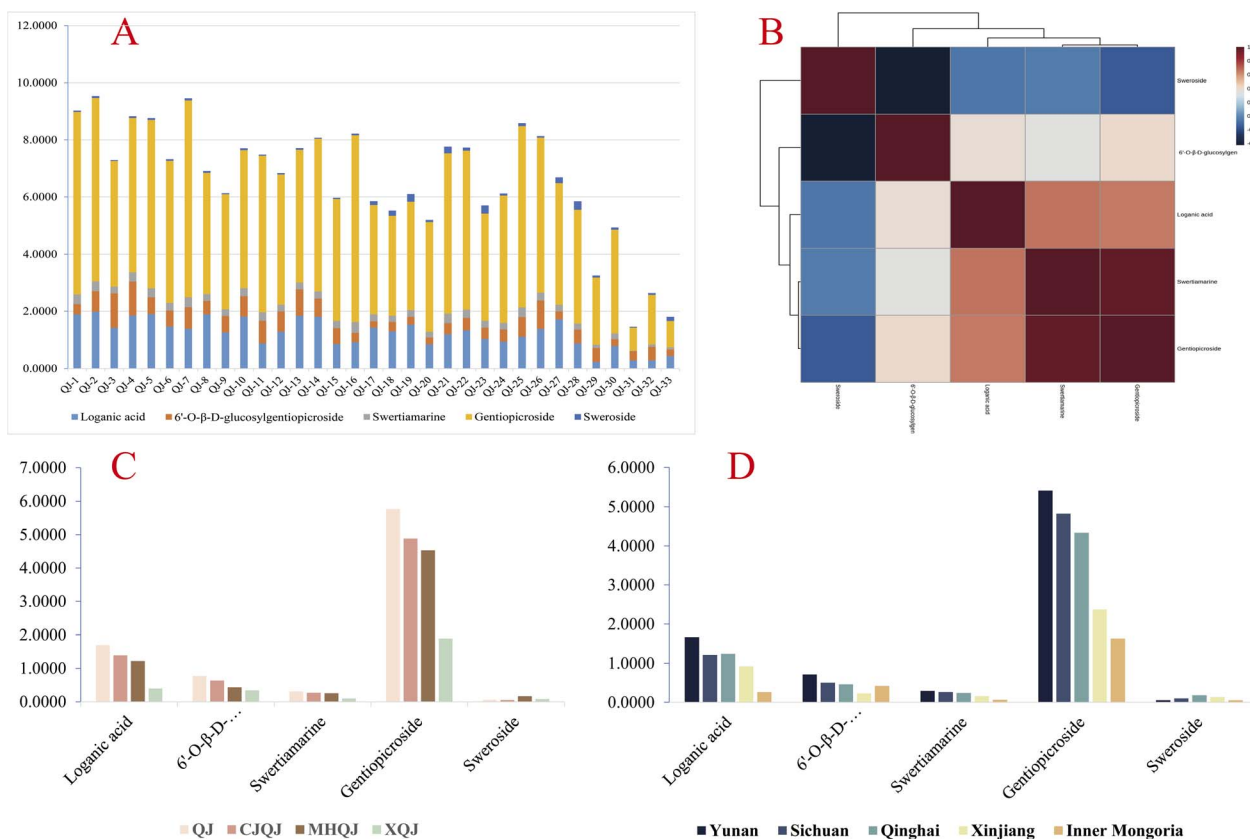 A
12.0000
10.0000
8.0000
6.0000
4.0000
2.0000
0.0000
QJ-1
QJ-2
QJ-3
QJ-4
QJ-5
QJ-6
QJ-7
QJ-8
QJ-9
QJ-10
QJ-11
QJ-12
QJ-13
QJ-14
QJ-15
QJ-16
QJ-17
QJ-18
QJ-19
QJ-20
QJ-21
QJ-22
QJ-23
QJ-24
QJ-25
QJ-26
QJ-27
QJ-28
QJ-29
QJ-30
QJ-31
QJ-32
QJ-33
Loganic acid 6'-O-β-D-glucosylgentiopicroside Swertiamarine Gentiopicroside Sweroside
B
Sweroside
6'-O-β-D-glucosylgen
Loganic acid
Swertiamarine
Gentiopicroside
Sweroside
6'-O-β-D-glucosylgen
Loganic acid
Swertiamarine
Gentiopicroside
C
7.0000
6.0000
5.0000
4.0000
3.0000
2.0000
1.0000
0.0000
Loganic acid
6'-O-β-D-...
Swertiamarine
Gentiopicroside
Sweroside
QJ CJQJ MHQJ XQJ
D
6.0000
5.0000
4.0000
3.0000
2.0000
1.0000
0.0000
Loganic acid
6'-O-β-D-...
Swertiamarine
Gentiopicroside
Sweroside
Yunan Sichuan Qinghai Xinjiang Inner Mongoria